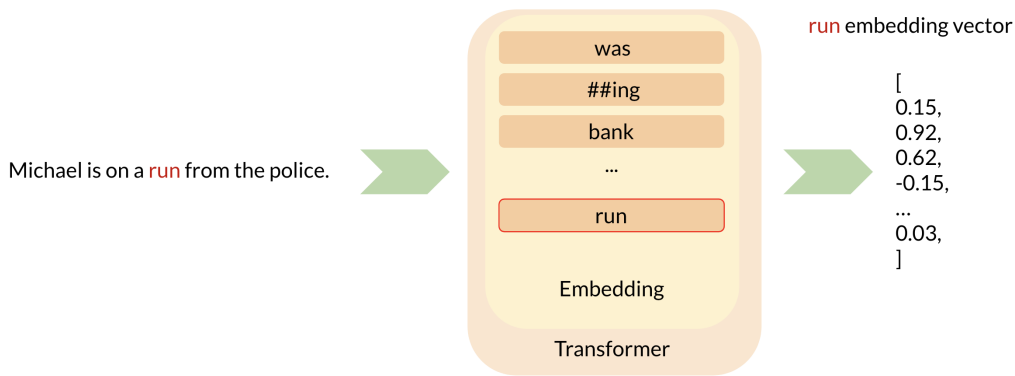 Michael is on a run from the police.
was
##ing
bank
...
run
Embedding
Transformer
run embedding vector
[
0.15,
0.92,
0.62,
-0.15,
...
0.03,
]